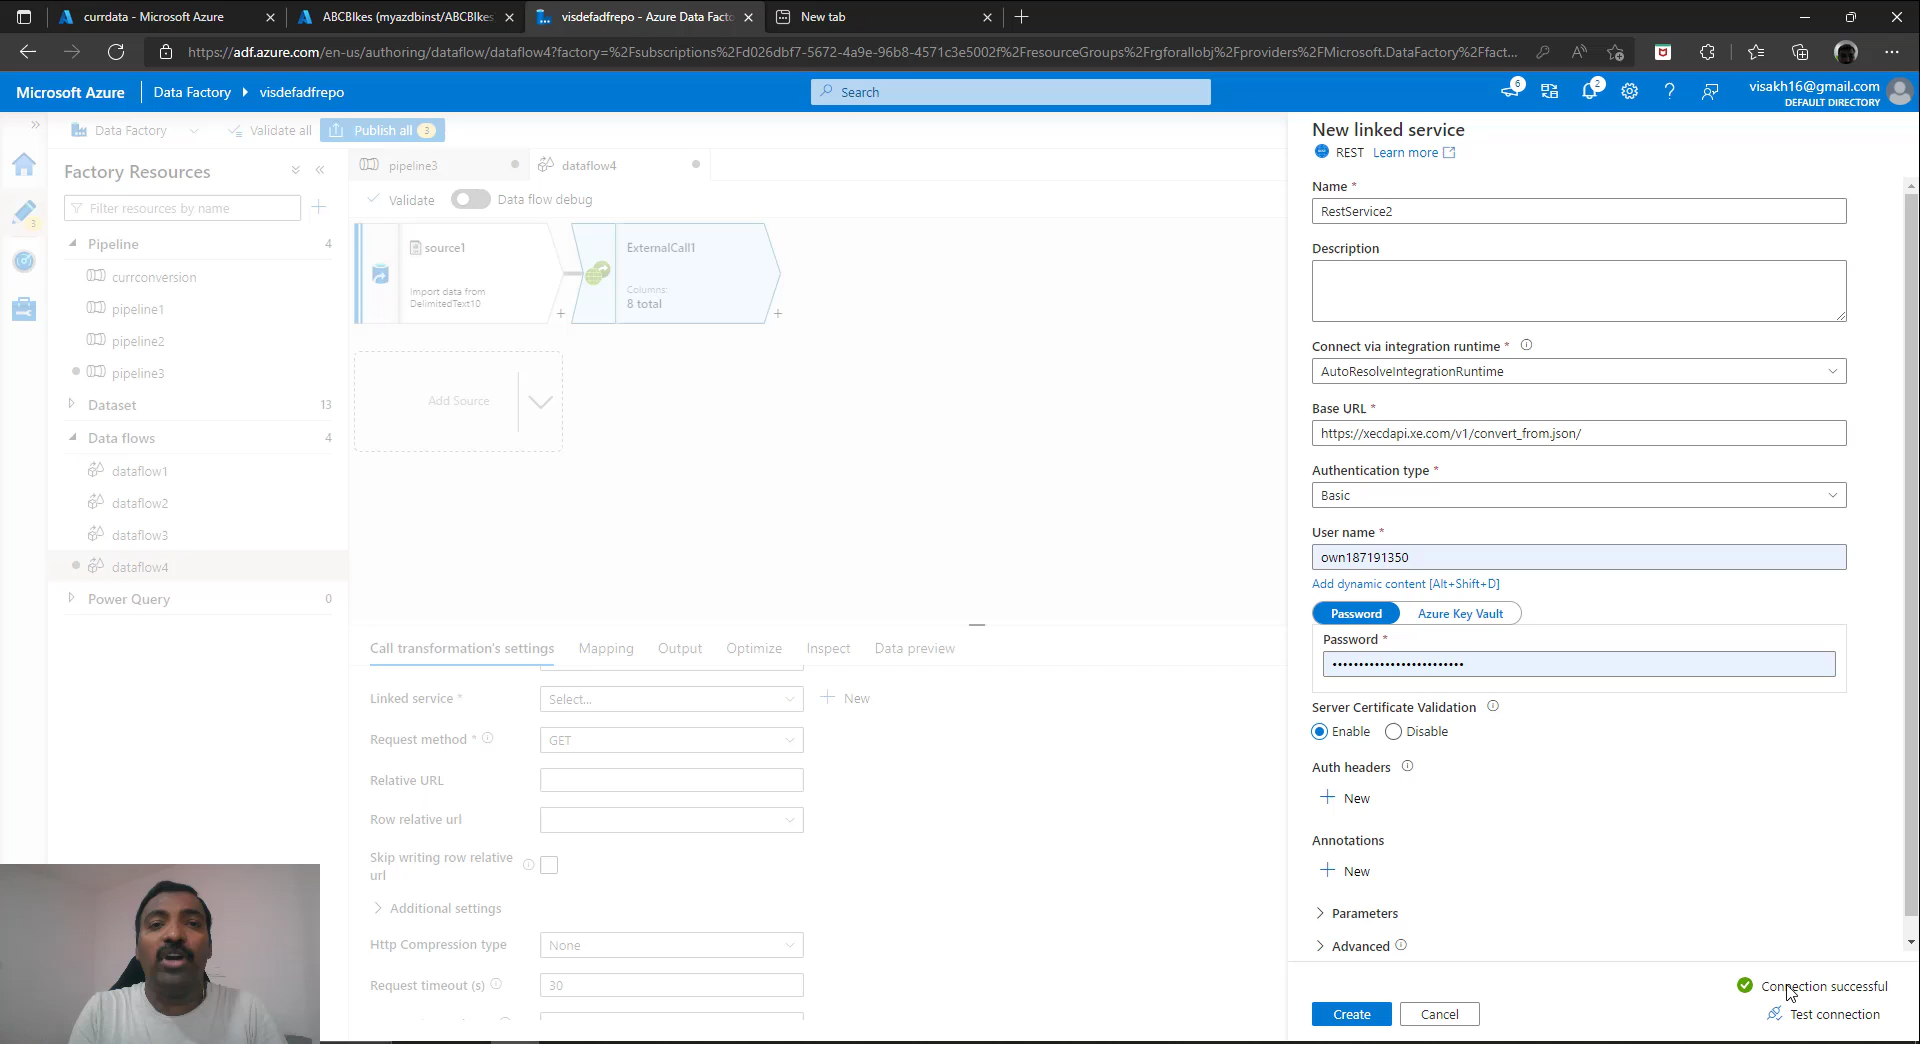 currdata - Microsoft Azure
ABCBIkes (myazdbinst/ABCBIkes
visdefadfrepo - Azure Data Facto
New tab
https://adf.azure.com/en-us/authoring/dataflow/dataflow4?factory=%2Fsubscriptions%2Fd026dbf7-5672-4a9e-96b8-4571c3e5002f%2FresourceGroups%2Frgforallobj%2Fproviders%2FMicrosoft.DataFactory%2Ffact...
Microsoft Azure
Data Factory
visdefadfrepo
Search
6
2
visakh16@gmail.com
DEFAULT DIRECTORY
Data Factory
Validate all
Publish all 3
Factory Resources
Filter resources by name
3
Pipeline 4
currconversion
pipeline1
pipeline2
pipeline3
Dataset 13
Data flows 4
dataflow1
dataflow2
dataflow3
dataflow4
Power Query 0
pipeline3
dataflow4
Validate
Data flow debug
source1
Import data from
DelimitedText10
ExternalCall1
Columns:
8 total
Add Source
Call transformation's settings
Mapping
Output
Optimize
Inspect
Data preview
Linked service *
Select...
New
Request method *
GET
Relative URL
Row relative url
Skip writing row relative
url
Additional settings
Http Compression type
None
Request timeout (s)
30
New linked service
REST Learn more
Name *
RestService2
Description
Connect via integration runtime *
AutoResolveIntegrationRuntime
Base URL *
https://xecdapi.xe.com/v1/convert_from.json/
Authentication type *
Basic
User name *
own187191350
Add dynamic content [Alt+Shift+D]
Password
Azure Key Vault
Password *
Server Certificate Validation
Enable
Disable
Auth headers
New
Annotations
New
Parameters
Advanced
Connection successful
Create
Cancel
Test connection